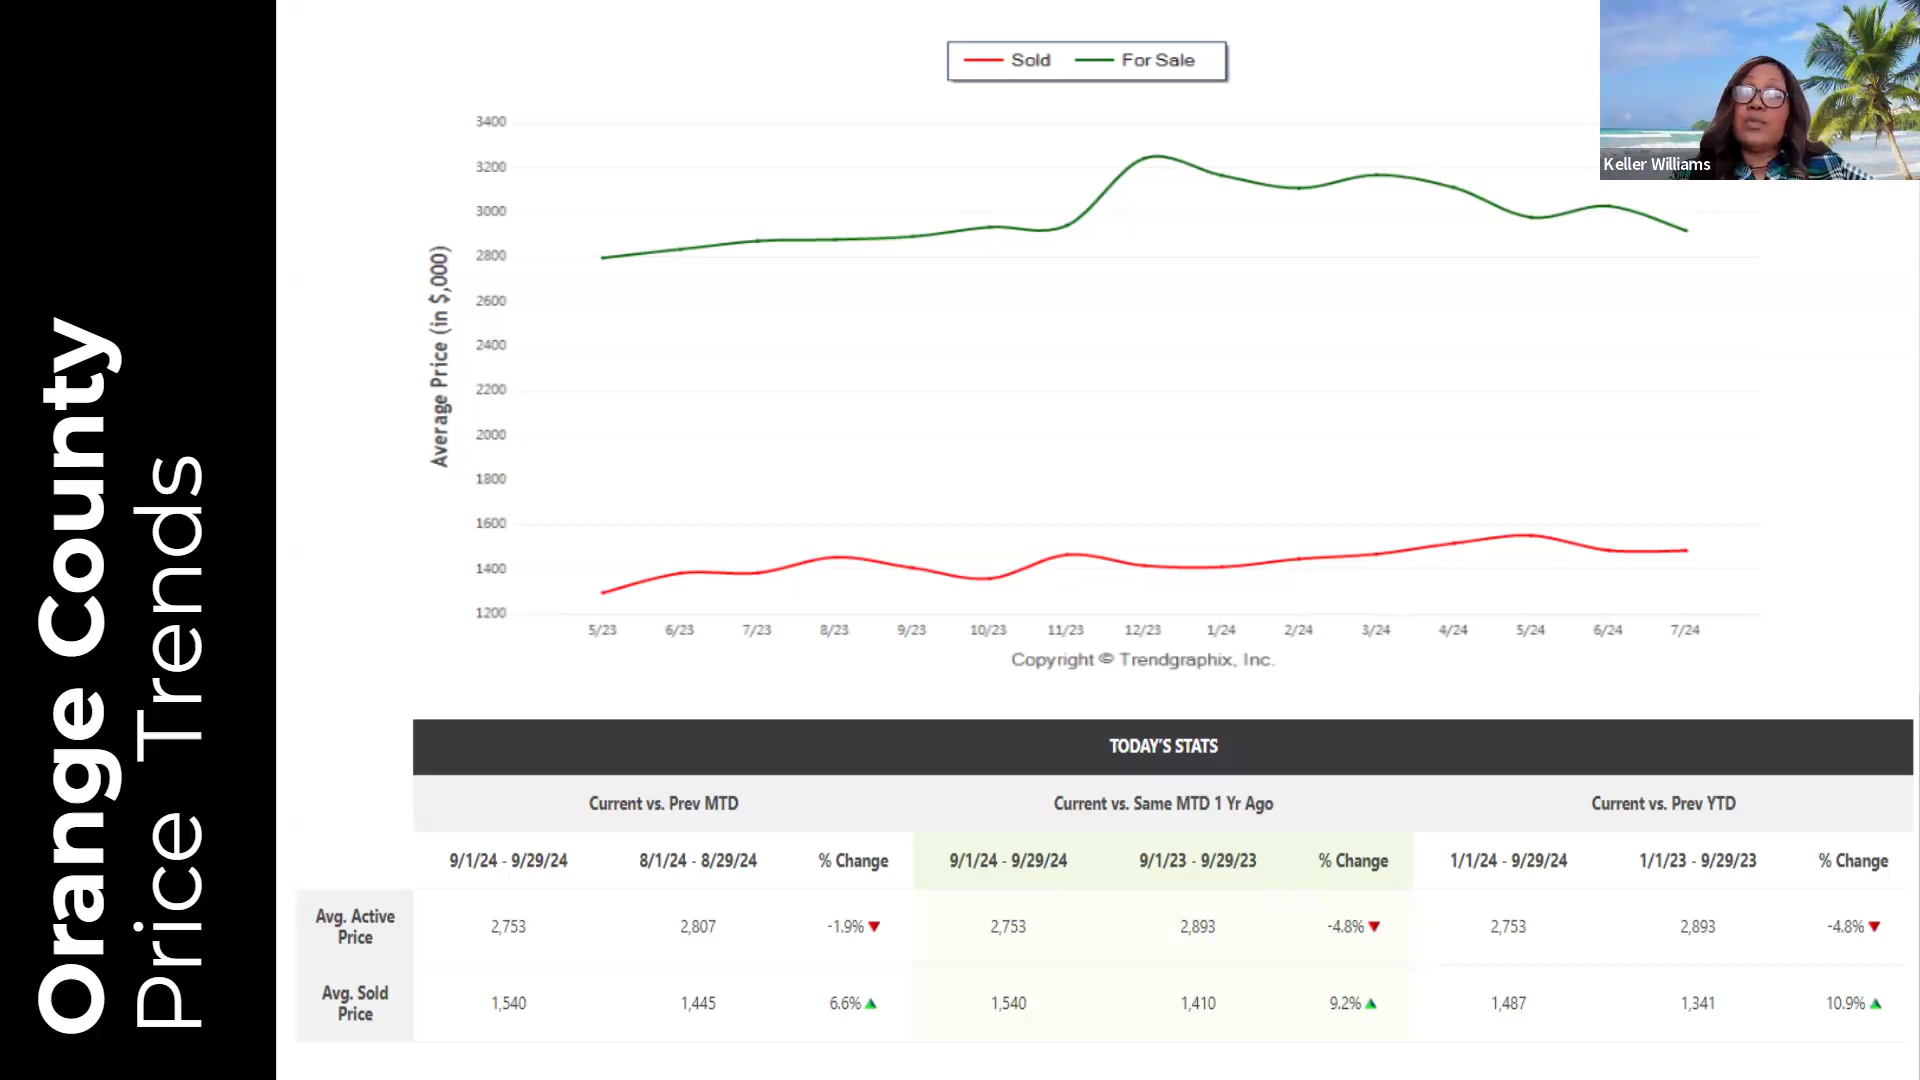 Orange County
Price Trends
Sold
For Sale
Keller Williams
Average Price (in $,000)
3400
3200
3000
2800
2600
2400
2200
2000
1800
1600
1400
1200
5/23 6/23 7/23 8/23 9/23 10/23 11/23 12/23 1/24 2/24 3/24 4/24 5/24 6/24 7/24
Copyright © Trendgraphix, Inc.
TODAY'S STATS
Current vs. Prev MTD Current vs. Same MTD 1 Yr Ago Current vs. Prev YTD
9/1/24 - 9/29/24 8/1/24 - 8/29/24 % Change 9/1/24 - 9/29/24 9/1/23 - 9/29/23 % Change 1/1/24 - 9/29/24 1/1/23 - 9/29/23 % Change
Avg. Active
Price
2,753 2,807 -1.9% 2,753 2,893 -4.8% 2,753 2,893 -4.8%
Avg. Sold
Price
1,540 1,445 6.6% 1,540 1,410 9.2% 1,487 1,341 10.9%